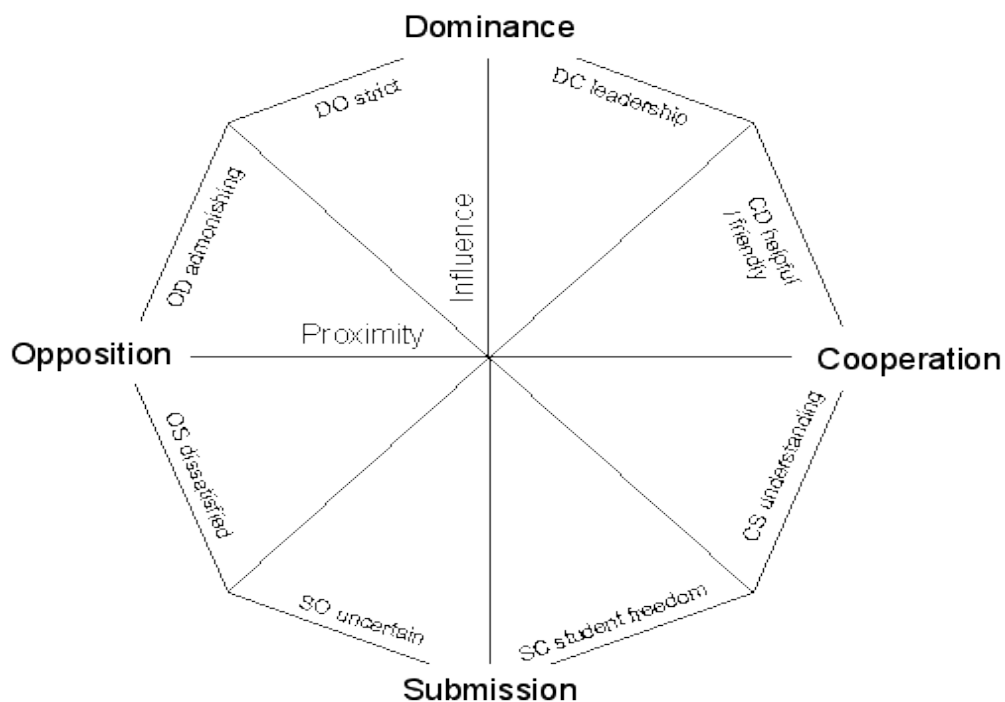 Dominance
DO strict
DC leadership
OD admonishing
Influence
CD helpful
/friendly
Proximity
Opposition
Cooperation
OS dissatisfied
CS understanding
SO uncertain
SC student freedom
Submission